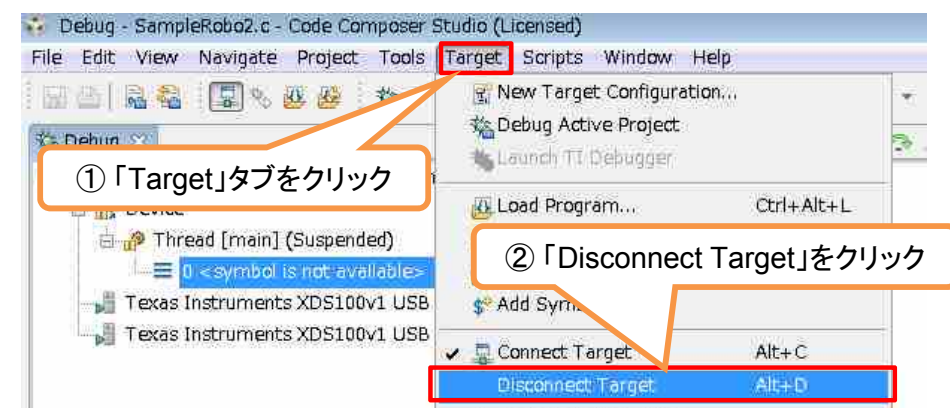 Debug - SampleRobo2.c - Code Composer Studio (Licensed)
File Edit View Navigate Project Tools Target Scripts Window Help
New Target Configuration...
Debug
Debug Active Project
Launch TI Debugger
①「Target」タブをクリック
Load Program... Ctrl+Alt+L
Device
Thread [main] (Suspended)
②「Disconnect Target」をクリック
0 <symbol is not available>
Texas Instruments XDS100v1 USB
Add Sym
Texas Instruments XDS100v1 USB
Connect Target Alt+C
Disconnect Target Alt+D